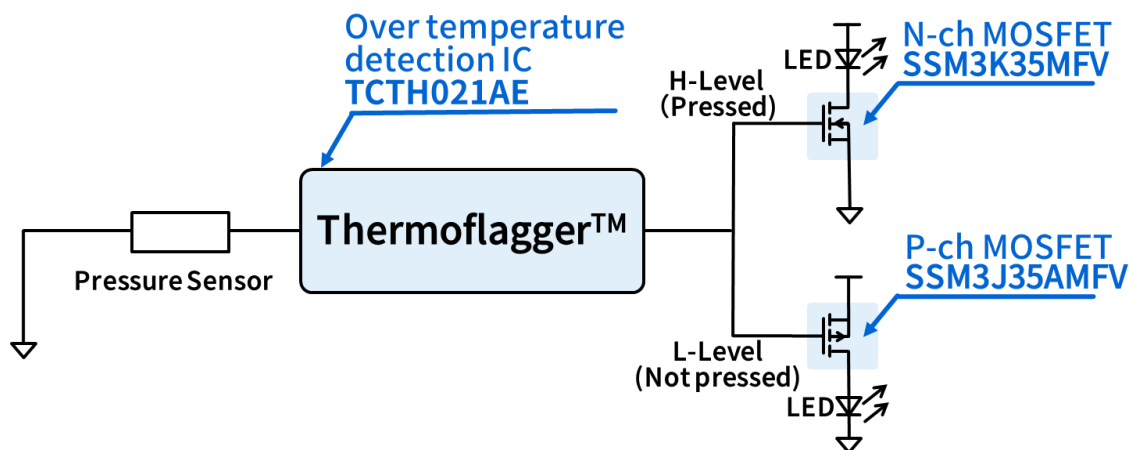 Over temperature
detection IC
TCTH021AE
N-ch MOSFET
SSM3K35MFV
LED
H-Level
(Pressed)
Thermoflagger™
Pressure Sensor
P-ch MOSFET
SSM3J35AMFV
L-Level
(Not pressed)
LED